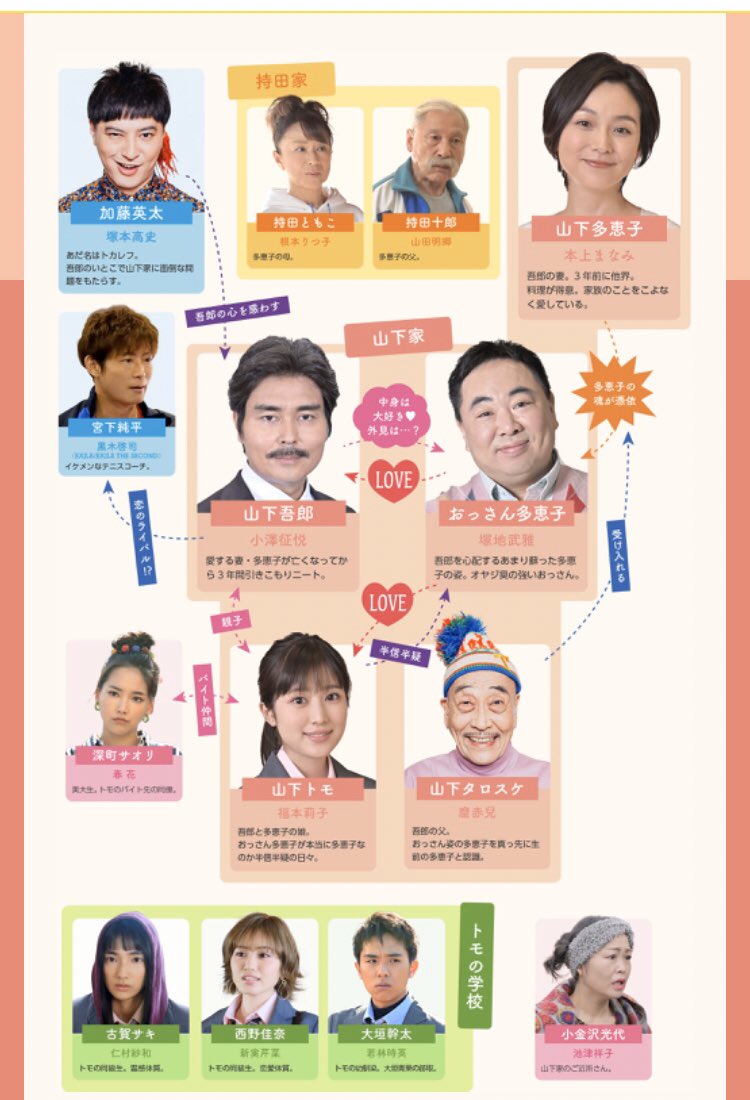 加藤英太
塚本高史
あだ名はトカレフ。
吾郎のいとこで山下家に面倒な問
題をもたらす。
持田家
持田ともこ
根本りつ子
多恵子の母。
持田十郎
山田明郷
多恵子の父。
山下多恵子
本上まなみ
吾郎の妻。3年前に他界。
料理が得意。家族のことをこよな
く愛している。
吾郎の心を惑わす
山下家
多恵子の
魂が憑依
宮下純平
黒木啓司
(EXILE/EXILE THE SECOND)
イケメンなテニスコーチ。
中身は
大好き♥
外見は…?
LOVE
山下吾郎
小澤征悦
愛する妻・多恵子が亡くなってか
ら3年間引きこもりニート。
おっさん多恵子
塚地武雅
吾郎を心配するあまり蘇った多恵
子の姿。オヤジ臭の強いおっさん。
恋のライバル!?
受け入れる
LOVE
親子
半信半疑
バイト仲間
深町サオリ
春花
美大生。トモのバイト先の同僚。
山下トモ
福本莉子
吾郎と多恵子の娘。
おっさん多恵子が本当に多恵子な
のか半信半疑の日々。
山下タロスケ
麿赤兒
吾郎の父。
おっさん姿の多恵子を真っ先に生
前の多恵子と認識。
トモの学校
古賀サキ
仁村紗和
トモの同級生。霊感体質。
西野佳奈
新實芹菜
トモの同級生。恋愛体質。
大垣幹太
若林時英
トモの幼馴染。
小金沢光代
池津祥子
山下家のご近所さん。